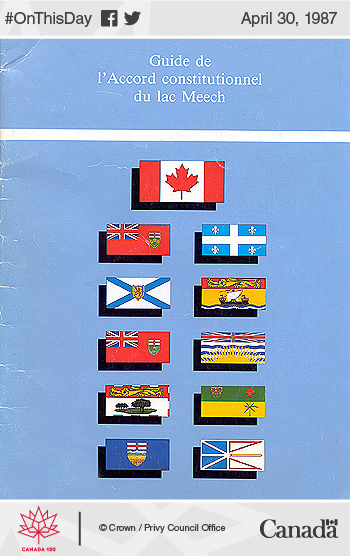 #OnThisDay
April 30, 1987
Guide de
l'Accord constitutionnel
du lac Meech
CANADA 150
© Crown / Privy Council Office
Canada